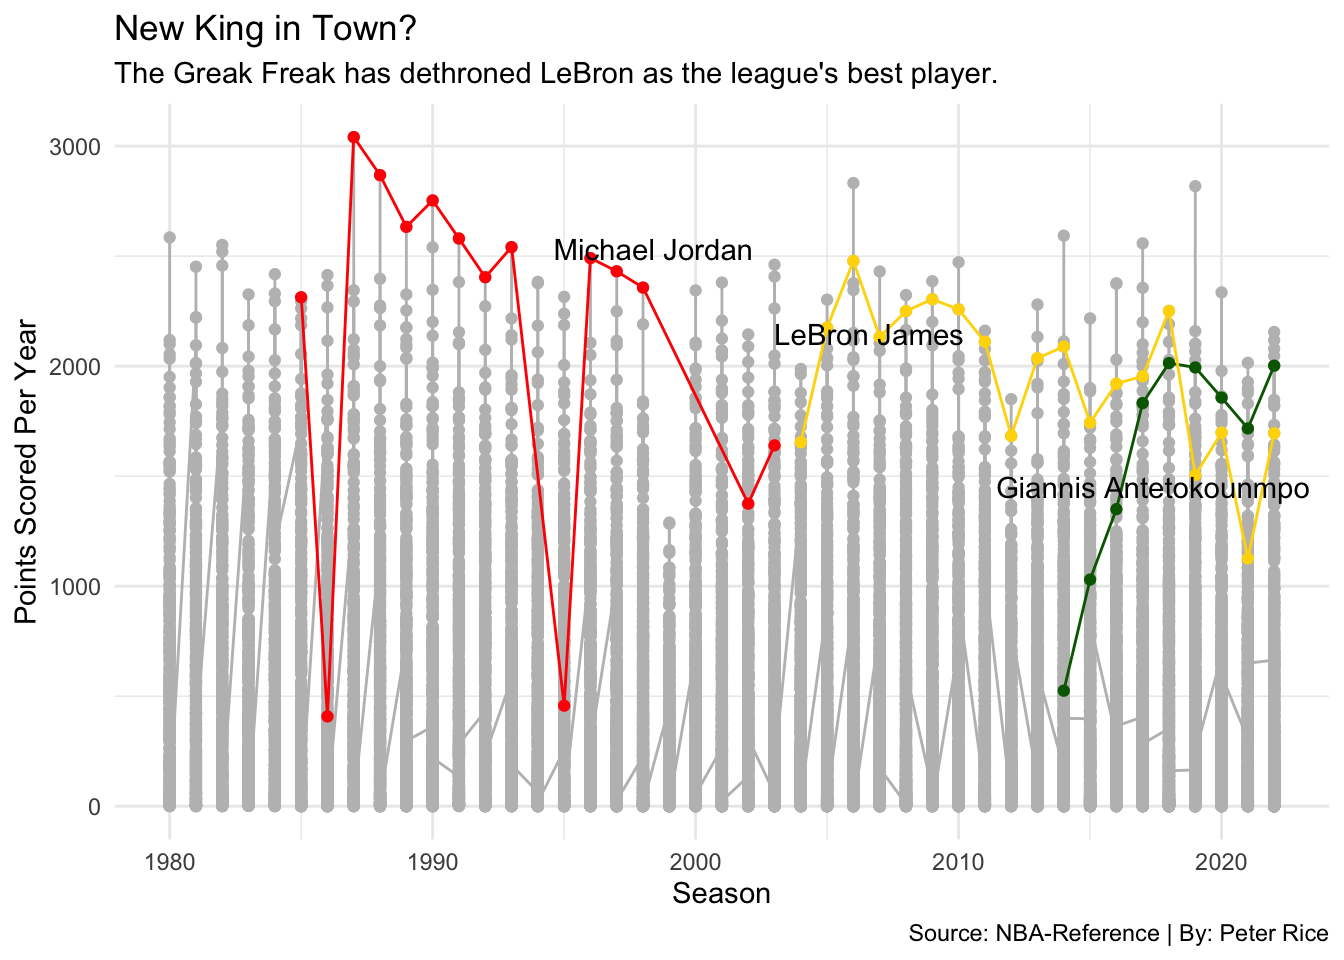 New King in Town?
The Greak Freak has dethroned LeBron as the league's best player.
3000
2000
1000
0
Points Scored Per Year
Michael Jordan
LeBron James
Giannis Antetokounmpo
1980
1990
2000
2010
2020
Season
Source: NBA-Reference | By: Peter Rice